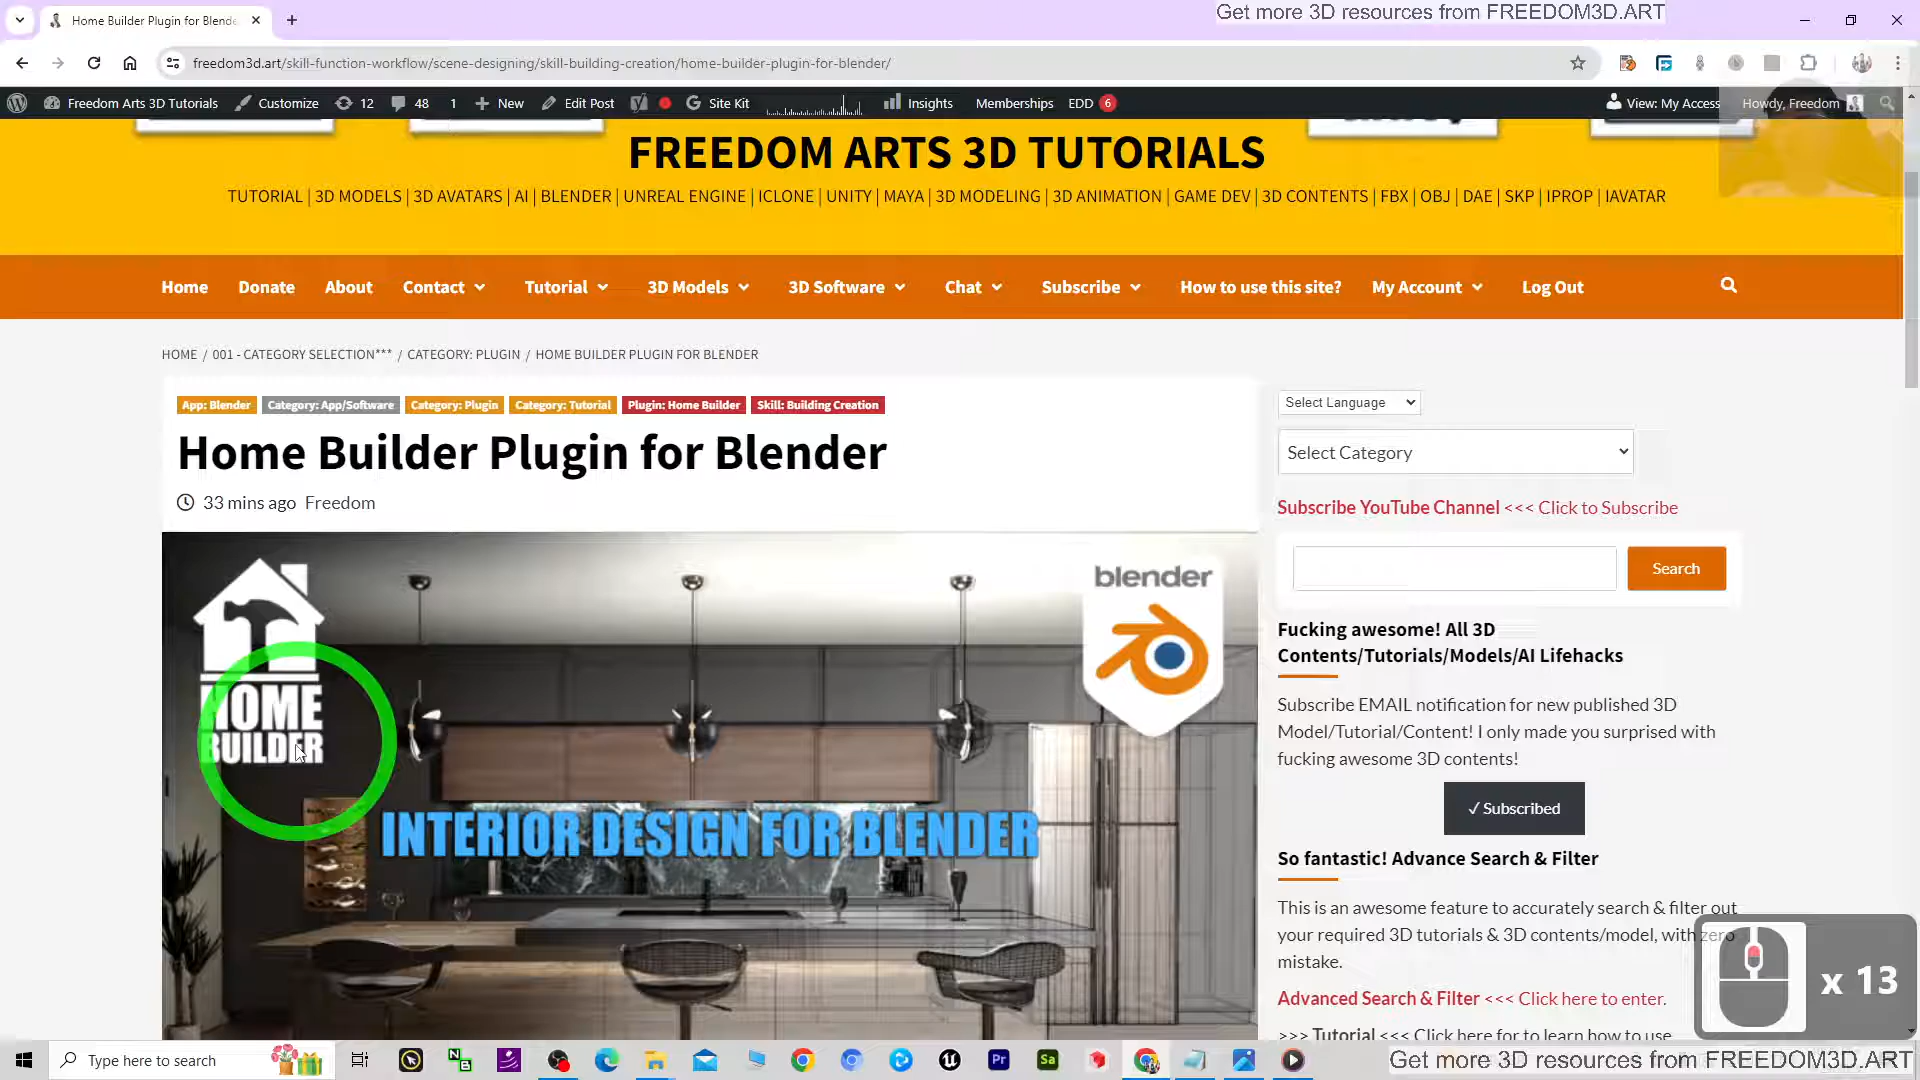 Home Builder Plugin for Blende
Get more 3D resources from FREEDOM3D.ART
freedom3d.art/skill-function-workflow/scene-designing/skill-building-creation/home-builder-plugin-for-blender/
Freedom Arts 3D Tutorials Customize 12 48 1 New Edit Post Site Kit Insights Memberships EDD 6 View: My Access Howdy, Freedom
FREEDOM ARTS 3D TUTORIALS
TUTORIAL | 3D MODELS | 3D AVATARS | AI | BLENDER | UNREAL ENGINE | ICLONE | UNITY | MAYA | 3D MODELING | 3D ANIMATION | GAME DEV | 3D CONTENTS | FBX | OBJ | DAE | SKP | IPROP | IAVATAR
Home Donate About Contact Tutorial 3D Models 3D Software Chat Subscribe How to use this site? My Account Log Out
HOME / 001 - CATEGORY SELECTION*** / CATEGORY: PLUGIN / HOME BUILDER PLUGIN FOR BLENDER
App: Blender Category: App/Software Category: Plugin Category: Tutorial Plugin: Home Builder Skill: Building Creation
Home Builder Plugin for Blender
33 mins ago Freedom
HOME
BUILDER
blender
INTERIOR DESIGN FOR BLENDER
Select Language
Select Category
Subscribe YouTube Channel <<< Click to Subscribe
Search
Fucking awesome! All 3D
Contents/Tutorials/Models/AI Lifehacks
Subscribe EMAIL notification for new published 3D
Model/Tutorial/Content! I only made you surprised with
fucking awesome 3D contents!
✓ Subscribed
So fantastic! Advance Search & Filter
This is an awesome feature to accurately search & filter out
your required 3D tutorials & 3D contents/model, with zero
mistake.
Advanced Search & Filter <<< Click here to enter.
>>> Tutorial <<< Click here for to learn how to use
x 13
Type here to search
N
Pr
Sa
Get more 3D resources from FREEDOM3D.ART